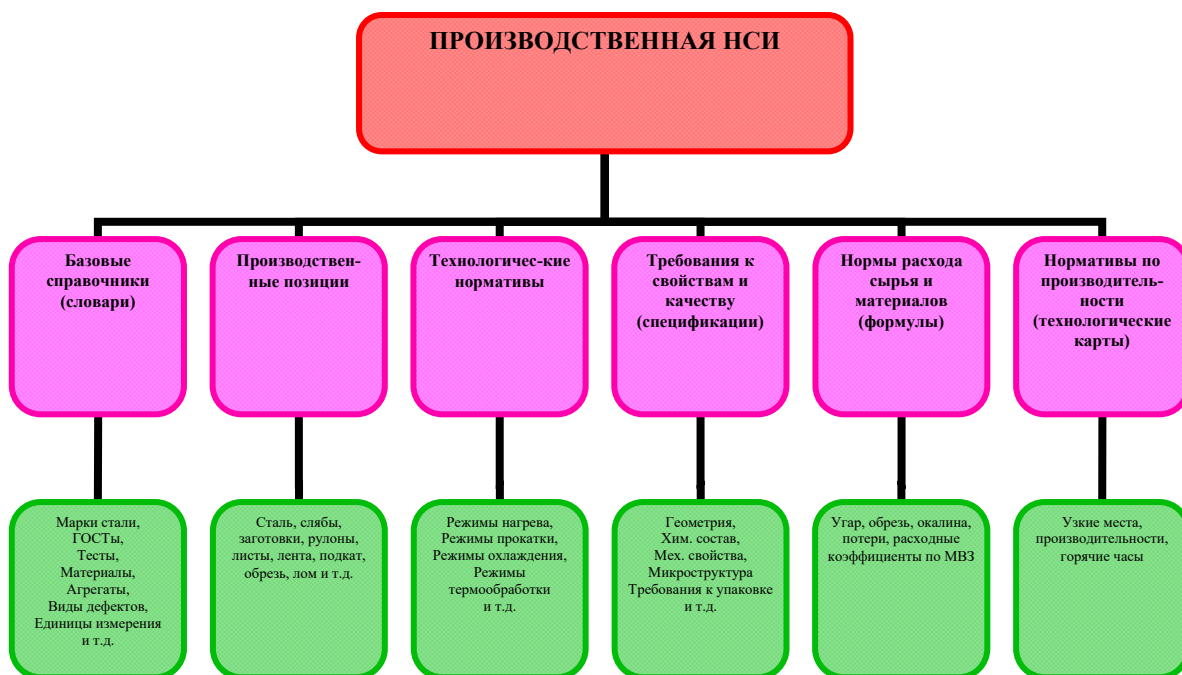 ПРОИЗВОДСТВЕННАЯ НСИ
Базовые
справочники
(словари)
Производствен-
ные позиции
Технологичес-кие
нормативы
Требования к
свойствам и
качеству
(спецификации)
Нормы расхода
сырья и
материалов
(формулы)
Нормативы по
производитель-
ности
(технологические
карты)
Марки стали,
ГОСТы,
Тесты,
Материалы,
Агрегаты,
Виды дефектов,
Единицы измерения
и т.д.
Сталь, слябы,
заготовки, рулоны,
листы, лента, подкат,
обрезь, лом и т.д.
Режимы нагрева,
Режимы прокатки,
Режимы охлаждения,
Режимы
термообработки
и т.д.
Геометрия,
Хим. состав,
Мех. свойства,
Микроструктура
Требования к упаковке
и т.д.
Угар, обрезь, окалина,
потери, расходные
коэффициенты по МВЗ
Узкие места,
производительности,
горячие часы